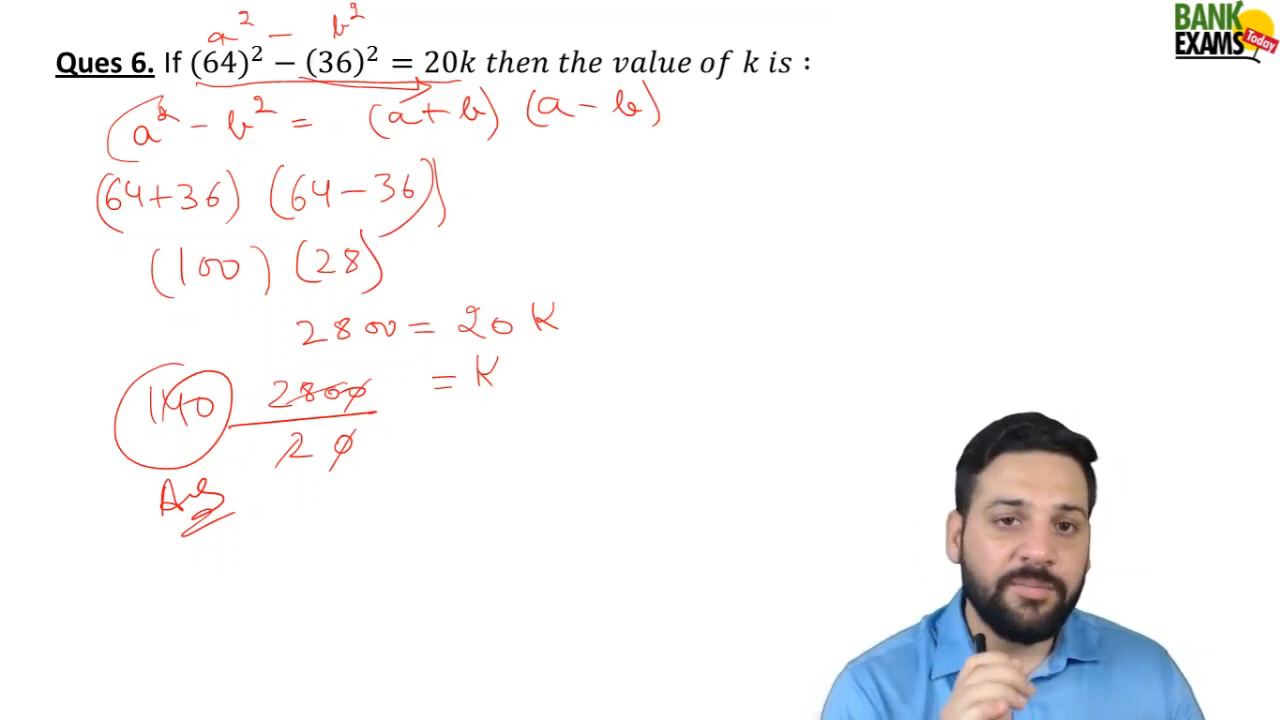 BANK
EXAMS Today
a² − b²
Ques 6. If (64)² − (36)² = 20k then the value of k is :
a² − b² = (a + b) (a − b)
(64 + 36) (64 − 36)
(100) (28)
2800 = 20 K
140 2800 = K
20
Ans